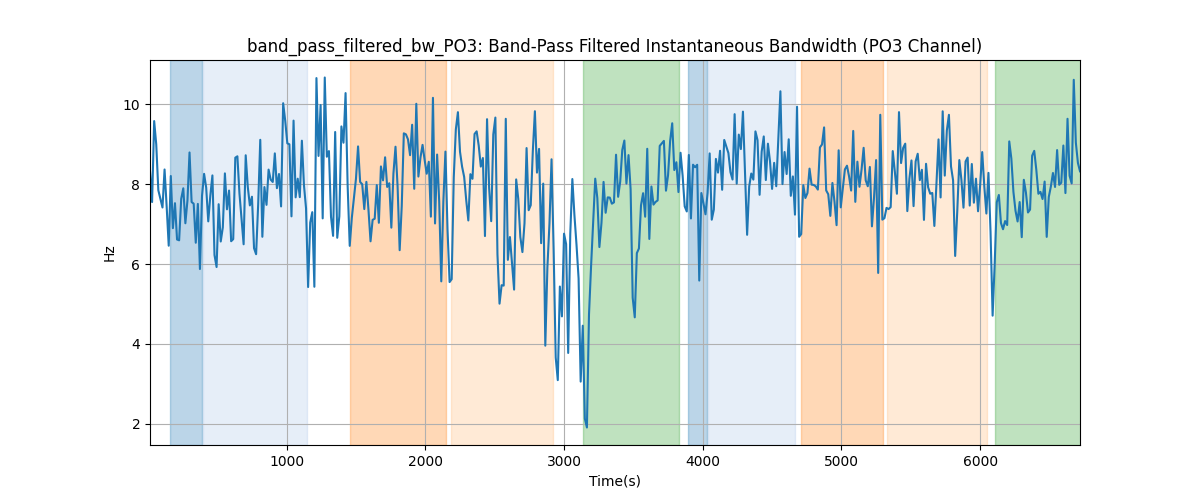 band_pass_filtered_bw_PO3: Band-Pass Filtered Instantaneous Bandwidth (PO3 Channel)
10
8
6
4
2
Hz
1000 2000 3000 4000 5000 6000
Time(s)